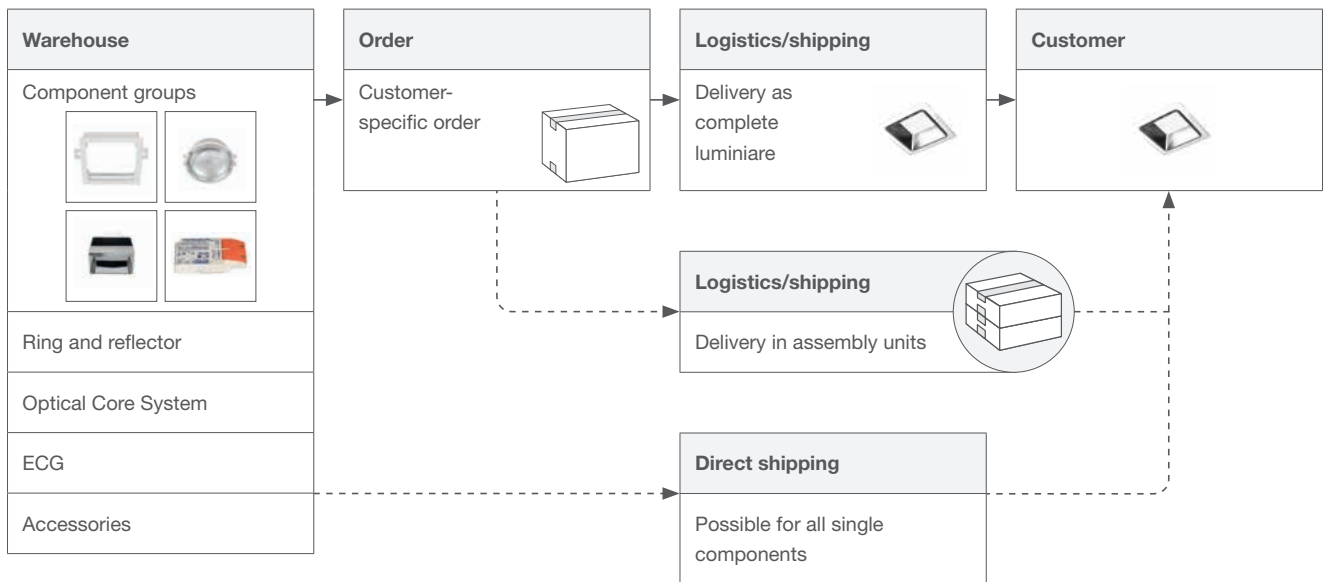 Warehouse
Component groups
Ring and reflector
Optical Core System
ECG
Accessories
Order
Customer-
specific order
Logistics/shipping
Delivery as
complete
luminiare
Customer
Logistics/shipping
Delivery in assembly units
Direct shipping
Possible for all single
components